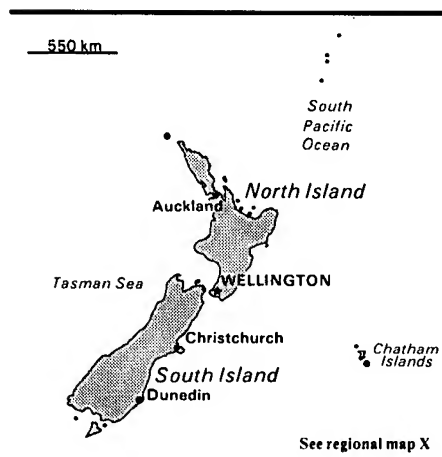 550 km
South
Pacific
Ocean
North Island
Auckland
Tasman Sea
WELLINGTON
Christchurch
Chatham
Islands
South Island
Dunedin
See regional map X